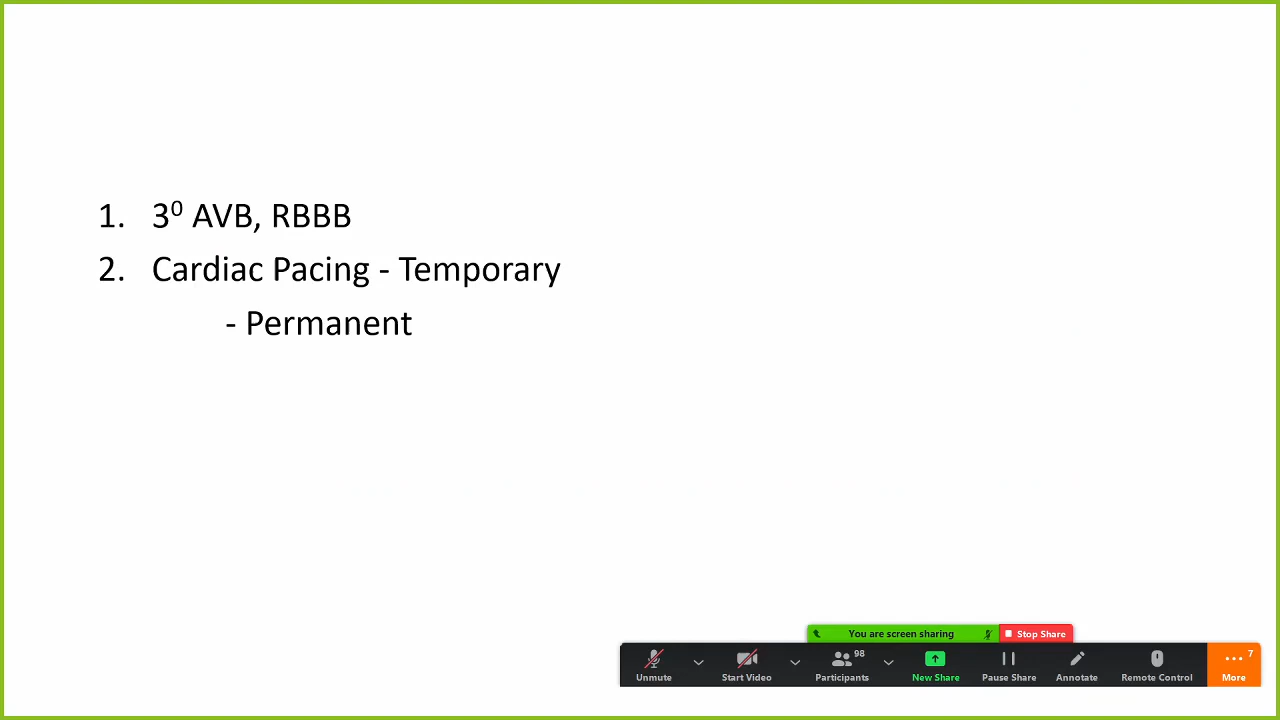 1. 3⁰ AVB, RBBB
2. Cardiac Pacing - Temporary
- Permanent
You are screen sharing
Stop Share
98
7
Unmute
Start Video
Participants
New Share
Pause Share
Annotate
Remote Control
More